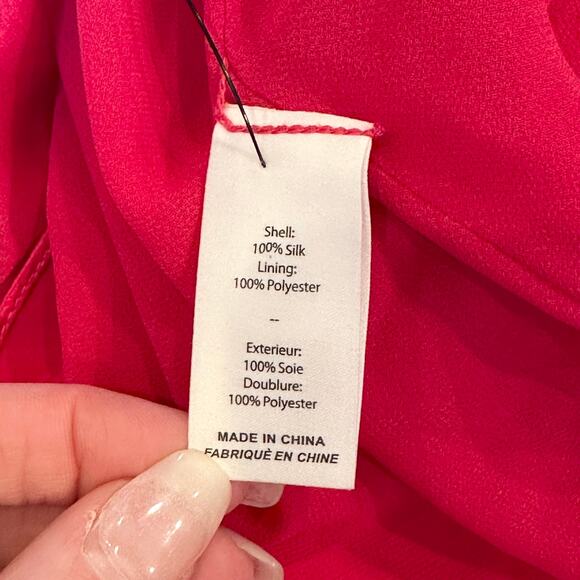 Shell:
100% Silk
Lining:
100% Polyester
--
Exterieur:
100% Soie
Doublure:
100% Polyester
MADE IN CHINA
FABRIQUÈ EN CHINE